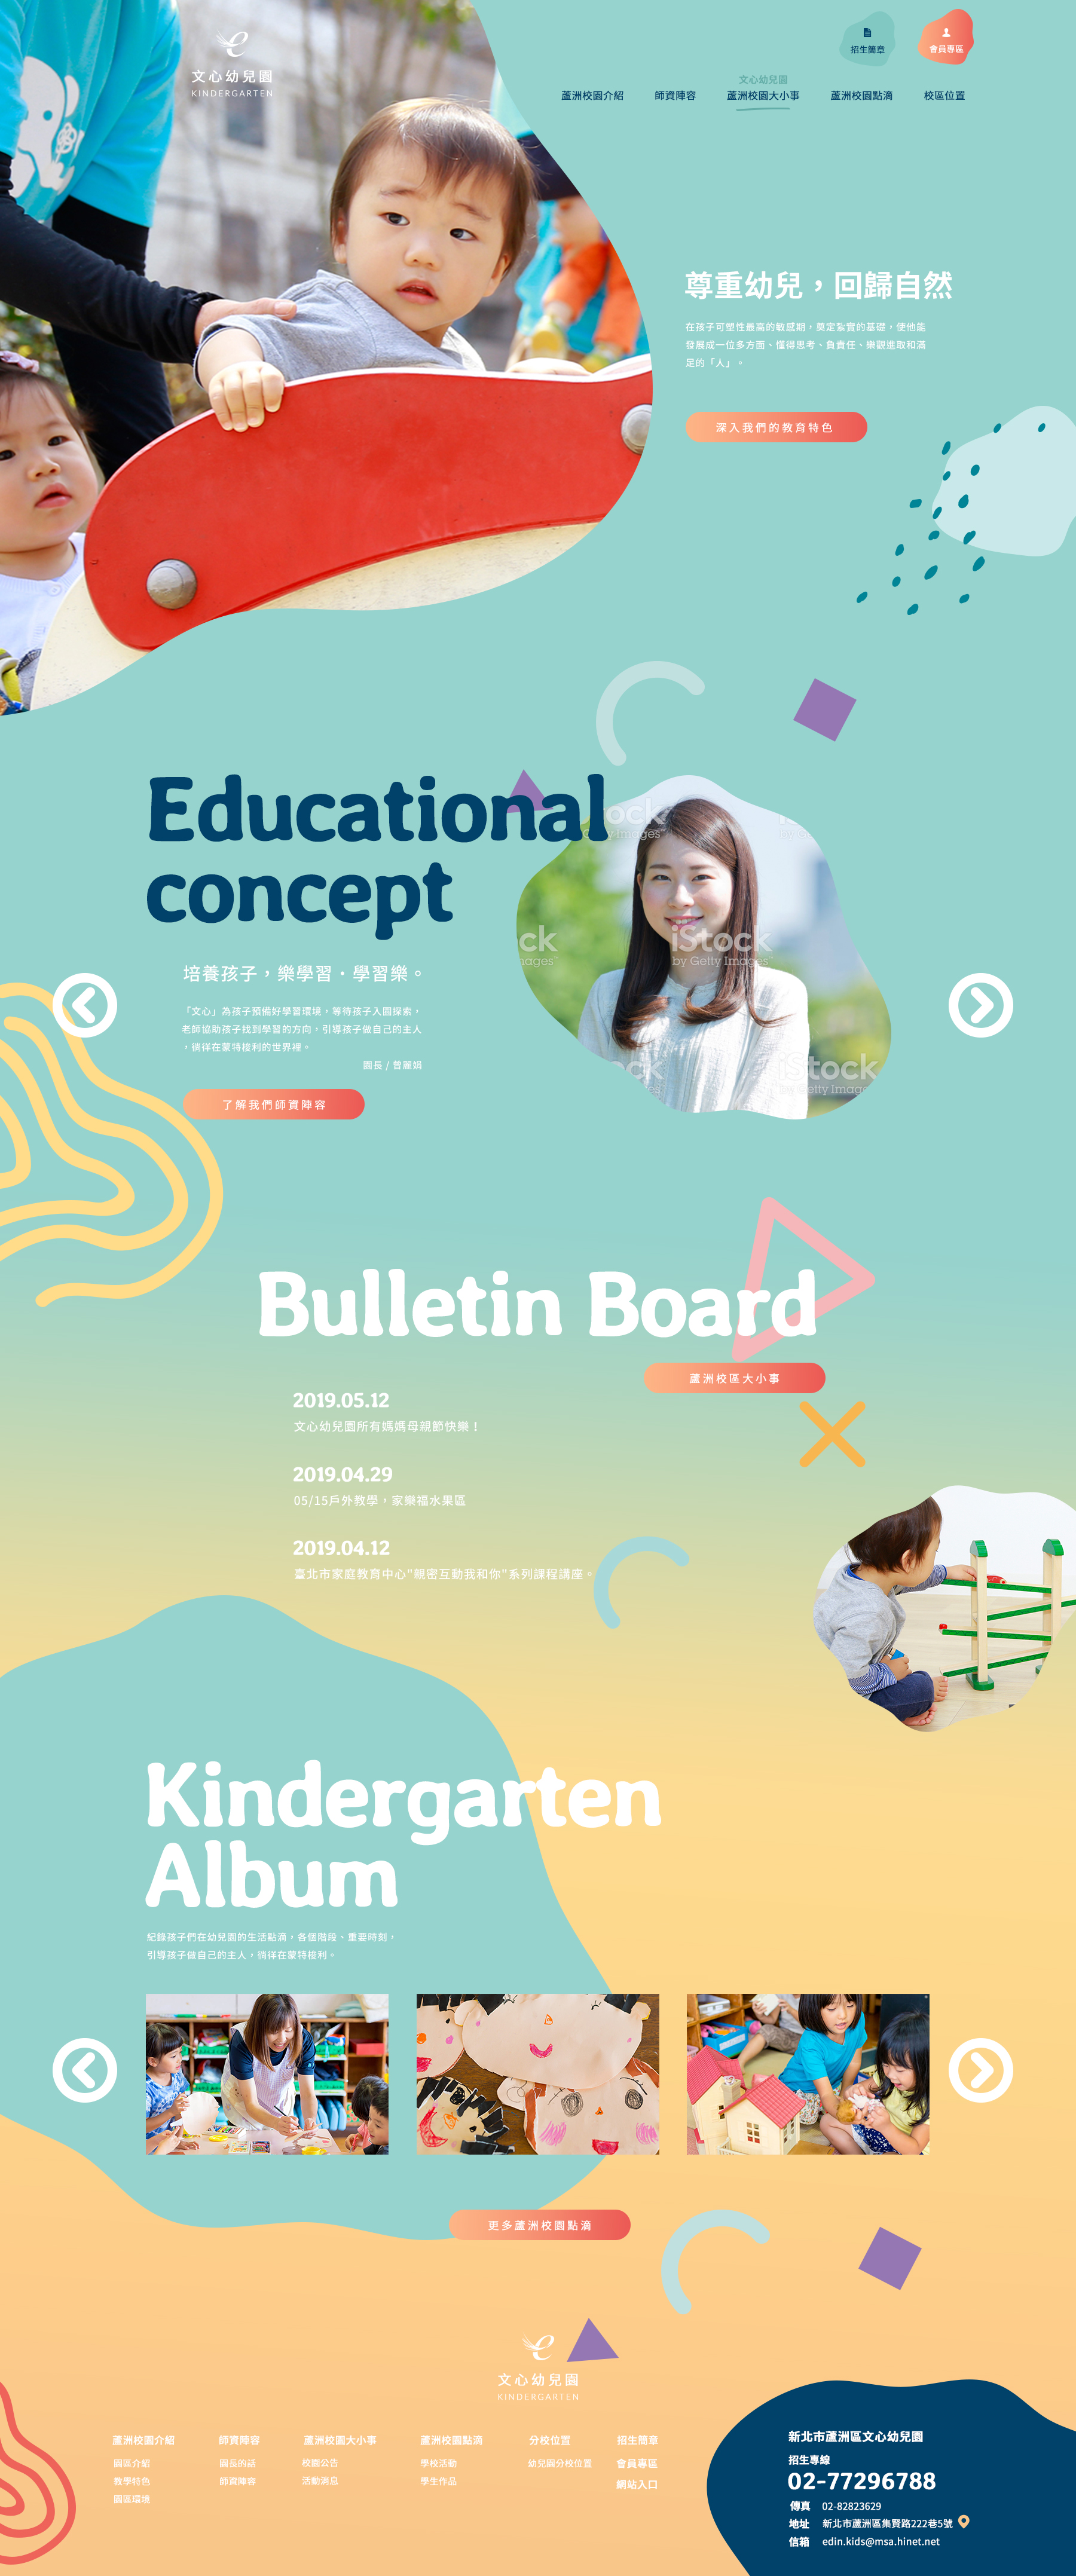 文心幼兒園
KINDERGARTEN
招生簡章
會員專區
文心幼兒園
蘆洲校園介紹
師資陣容
蘆洲校園大小事
蘆洲校園點滴
校區位置
尊重幼兒，回歸自然
在孩子可塑性最高的敏感期，奠定紮實的基礎，使他能
發展成一位多方面、懂得思考、負責任、樂觀進取和滿
足的「人」。
深入我們的教育特色
Educational
concept
培養孩子，樂學習．學習樂。
「文心」為孩子預備好學習環境，等待孩子入園探索，
老師協助孩子找到學習的方向，引導孩子做自己的主人
，徜徉在蒙特梭利的世界裡。
園長 / 曾麗娟
了解我們師資陣容
iStock
by Getty Images
Bulletin Board
蘆洲校區大小事
2019.05.12
文心幼兒園所有媽媽母親節快樂！
2019.04.29
05/15戶外教學，家樂福水果區
2019.04.12
臺北市家庭教育中心"親密互動我和你"系列課程講座。
Kindergarten
Album
紀錄孩子們在幼兒園的生活點滴，各個階段、重要時刻，
引導孩子做自己的主人，徜徉在蒙特梭利。
更多蘆洲校園點滴
文心幼兒園
KINDERGARTEN
蘆洲校園介紹
園區介紹
教學特色
園區環境
師資陣容
園長的話
師資陣容
蘆洲校園大小事
校園公告
活動消息
蘆洲校園點滴
學校活動
學生作品
分校位置
幼兒園分校位置
招生簡章
會員專區
網站入口
新北市蘆洲區文心幼兒園
招生專線
02-77296788
傳真 02-82823629
地址 新北市蘆洲區集賢路222巷5號
信箱 edin.kids@msa.hinet.net